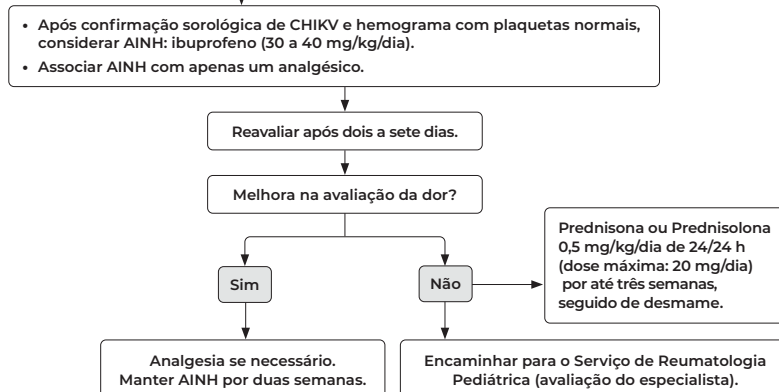 • Após confirmação sorológica de CHIKV e hemograma com plaquetas normais,
considerar AINH: ibuprofeno (30 a 40 mg/kg/dia).
• Associar AINH com apenas um analgésico.
Reavaliar após dois a sete dias.
Melhora na avaliação da dor?
Sim
Não
Prednisona ou Prednisolona
0,5 mg/kg/dia de 24/24 h
(dose máxima: 20 mg/dia)
por até três semanas,
seguido de desmame.
Analgesia se necessário.
Manter AINH por duas semanas.
Encaminhar para o Serviço de Reumatologia
Pediátrica (avaliação do especialista).